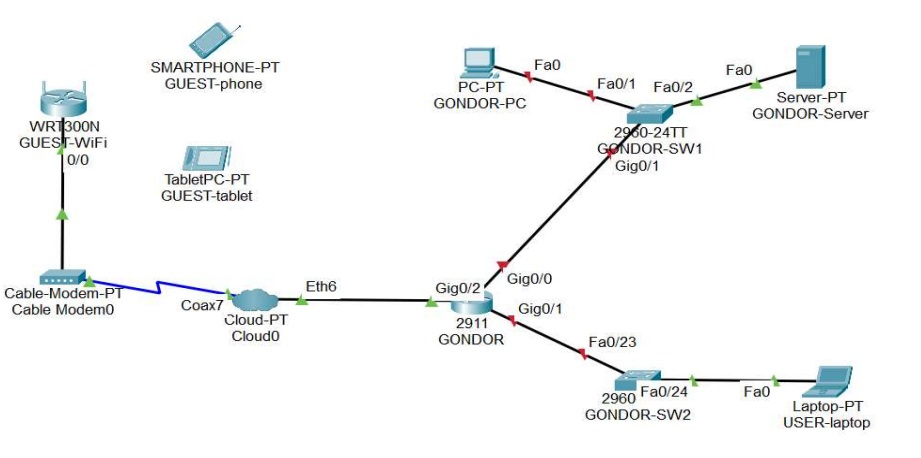 SMARTPHONE-PT
GUEST-phone
WRT300N
GUEST-WiFi
0/0
TabletPC-PT
GUEST-tablet
Cable-Modem-PT
Cable Modem0
Coax7
Cloud-PT
Cloud0
Eth6
Gig0/2
2911
GONDOR
Gig0/0
Gig0/1
PC-PT
GONDOR-PC
Fa0
Fa0/1
Fa0/2
Fa0
Server-PT
GONDOR-Server
2960-24TT
GONDOR-SW1
Gig0/1
Fa0/23
2960
Fa0/24
GONDOR-SW2
Fa0
Laptop-PT
USER-laptop